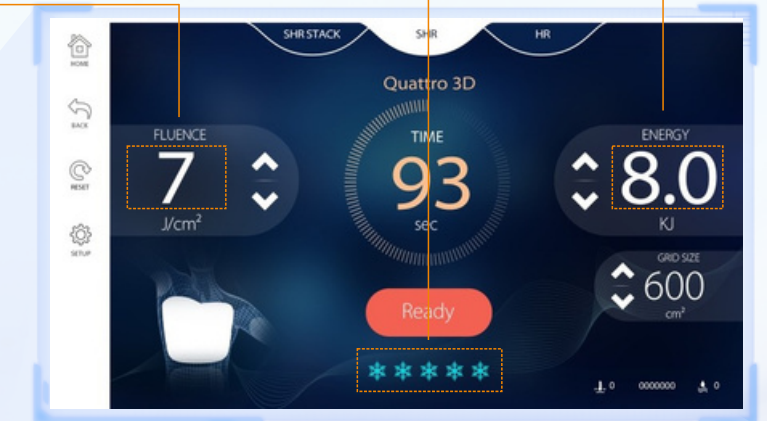 SHR STACK
SHR
HR
HOME
BACK
RESET
SETUP
Quattro 3D
FLUENCE
7
J/cm²
TIME
93
sec
ENERGY
8.0
KJ
GRID SIZE
600
cm²
Ready
0
0000000
0